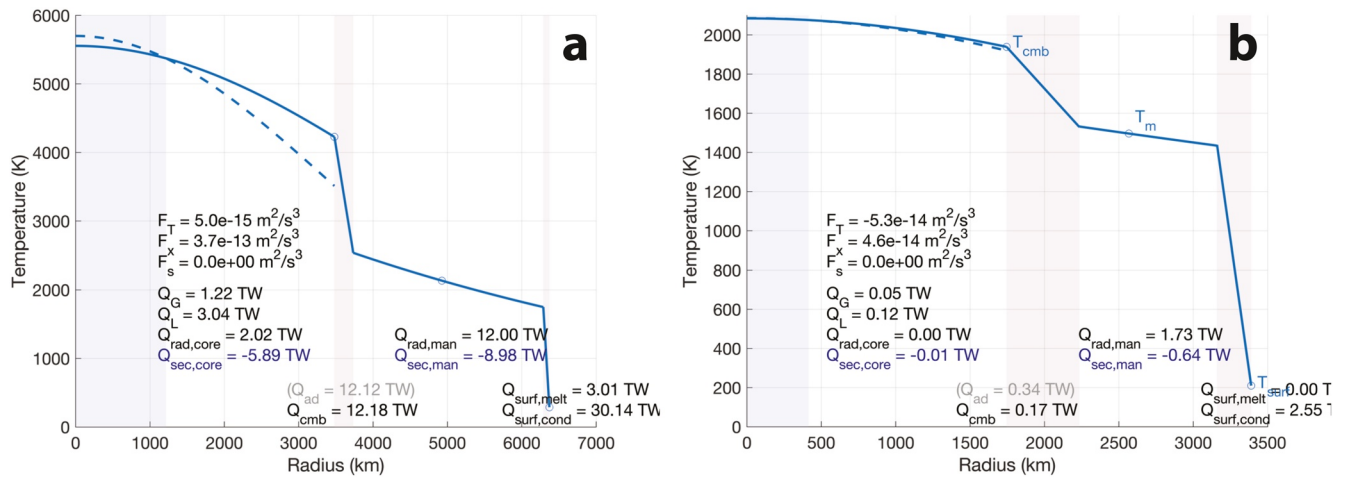 a
6000
5000
4000
3000
2000
1000
0
Temperature (K)
F_T = 5.0e-15 m^2/s^3
F_x = 3.7e-13 m^2/s^3
F_s = 0.0e+00 m^2/s^3
Q_G = 1.22 TW
Q_L = 3.04 TW
Q_rad,core = 2.02 TW
Q_rad,man = 12.00 TW
Q_sec,core = -5.89 TW
Q_sec,man = -8.98 TW
(Q_ad = 12.12 TW)
Q_surf,melt = 3.01 TW
Q_cmb = 12.18 TW
Q_surf,cond = 30.14 TW
0 1000 2000 3000 4000 5000 6000 7000
Radius (km)
b
2000
1800
1600
1400
1200
1000
800
600
400
200
0
Temperature (K)
T_cmb
T_m
F_T = -5.3e-14 m^2/s^3
F_x = 4.6e-14 m^2/s^3
F_s = 0.0e+00 m^2/s^3
Q_G = 0.05 TW
Q_L = 0.12 TW
Q_rad,core = 0.00 TW
Q_rad,man = 1.73 TW
Q_sec,core = -0.01 TW
Q_sec,man = -0.64 TW
T_surf
(Q_ad = 0.34 TW)
Q_surf,melt = 0.00 T
Q_cmb = 0.17 TW
Q_surf,cond = 2.55
0 500 1000 1500 2000 2500 3000 3500
Radius (km)